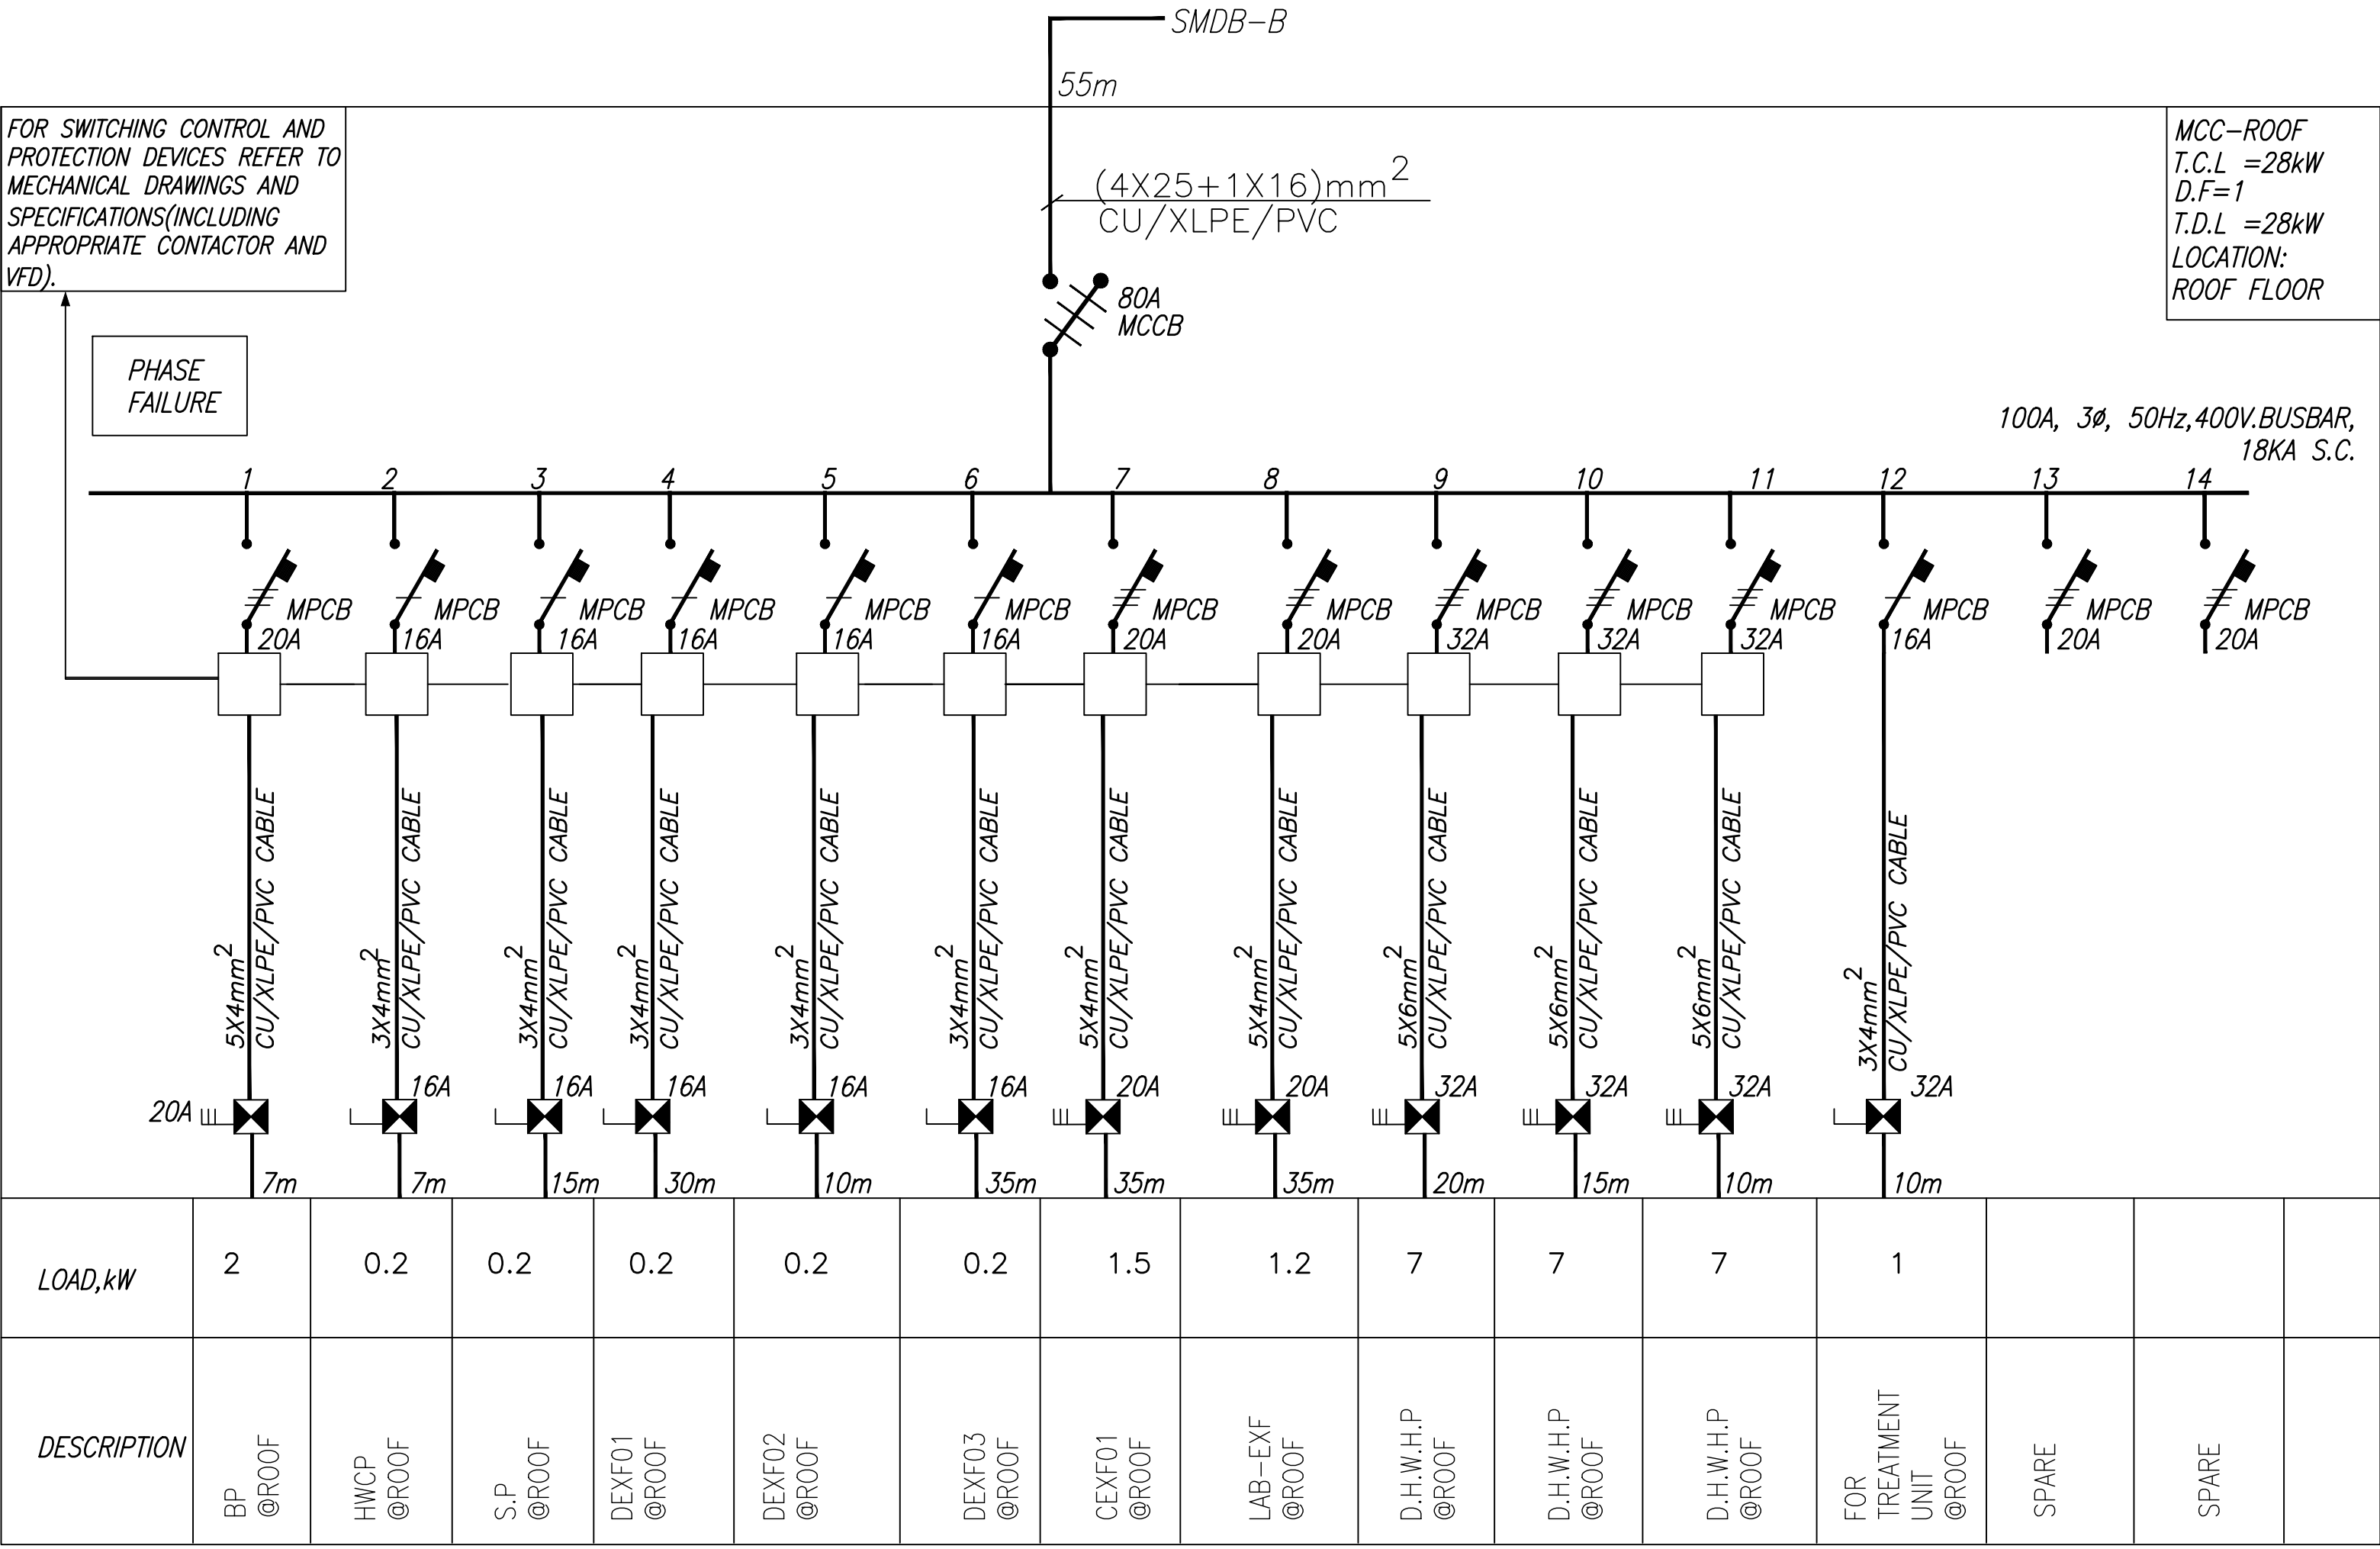 SMDB-B
55m
FOR SWITCHING CONTROL AND
PROTECTION DEVICES REFER TO
MECHANICAL DRAWINGS AND
SPECIFICATIONS(INCLUDING
APPROPRIATE CONTACTOR AND
VFD).
(4X25+1X16)mm²
CU/XLPE/PVC
MCC-ROOF
T.C.L =28kW
D.F=1
T.D.L =28kW
LOCATION:
ROOF FLOOR
80A
MCCB
PHASE
FAILURE
100A, 3ø, 50Hz,400V.BUSBAR,
18KA S.C.
1 2 3 4 5 6 7 8 9 10 11 12 13 14
MPCB MPCB MPCB MPCB MPCB MPCB MPCB MPCB MPCB MPCB MPCB MPCB MPCB MPCB
20A 16A 16A 16A 16A 16A 20A 20A 32A 32A 32A 16A 20A 20A
5X4mm²
CU/XLPE/PVC CABLE
3X4mm²
CU/XLPE/PVC CABLE
3X4mm²
CU/XLPE/PVC CABLE
3X4mm²
CU/XLPE/PVC CABLE
3X4mm²
CU/XLPE/PVC CABLE
3X4mm²
CU/XLPE/PVC CABLE
5X4mm²
CU/XLPE/PVC CABLE
5X4mm²
CU/XLPE/PVC CABLE
5X6mm²
CU/XLPE/PVC CABLE
5X6mm²
CU/XLPE/PVC CABLE
5X6mm²
CU/XLPE/PVC CABLE
3X4mm²
CU/XLPE/PVC CABLE
20A 16A 16A 16A 16A 16A 20A 20A 32A 32A 32A 32A
7m 7m 15m 30m 10m 35m 35m 35m 20m 15m 10m 10m
LOAD,kW 2 0.2 0.2 0.2 0.2 0.2 1.5 1.2 7 7 7 1
DESCRIPTION
BP
@ROOF
HWCP
@ROOF
S.P
@ROOF
DEXF01
@ROOF
DEXF02
@ROOF
DEXF03
@ROOF
CEXF01
@ROOF
LAB-EXF
@ROOF
D.H.W.H.P
@ROOF
D.H.W.H.P
@ROOF
D.H.W.H.P
@ROOF
FOR
TREATMENT
UNIT
@ROOF
SPARE
SPARE